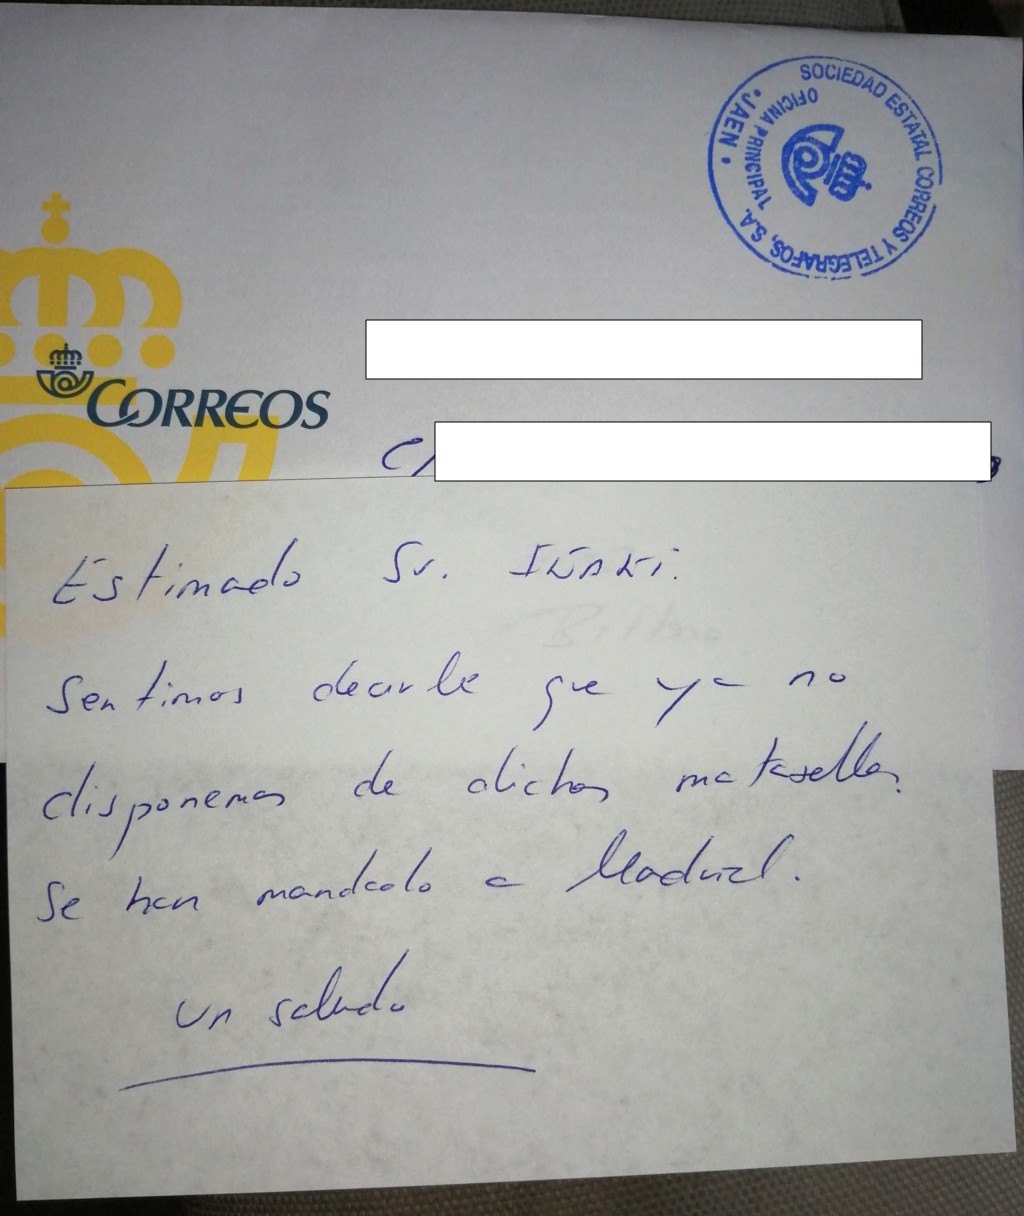 SOCIEDAD ESTATAL CORREOS Y TELEGRAFOS, S.A.
• JAEN •
OFICINA PRINCIPAL
CORREOS
C/
Estimado Sr. IÑAKi.
Sentimos decirle que ya no
disponemos de dichos matasellos.
Se han mandado a Madrid.
Un saludo